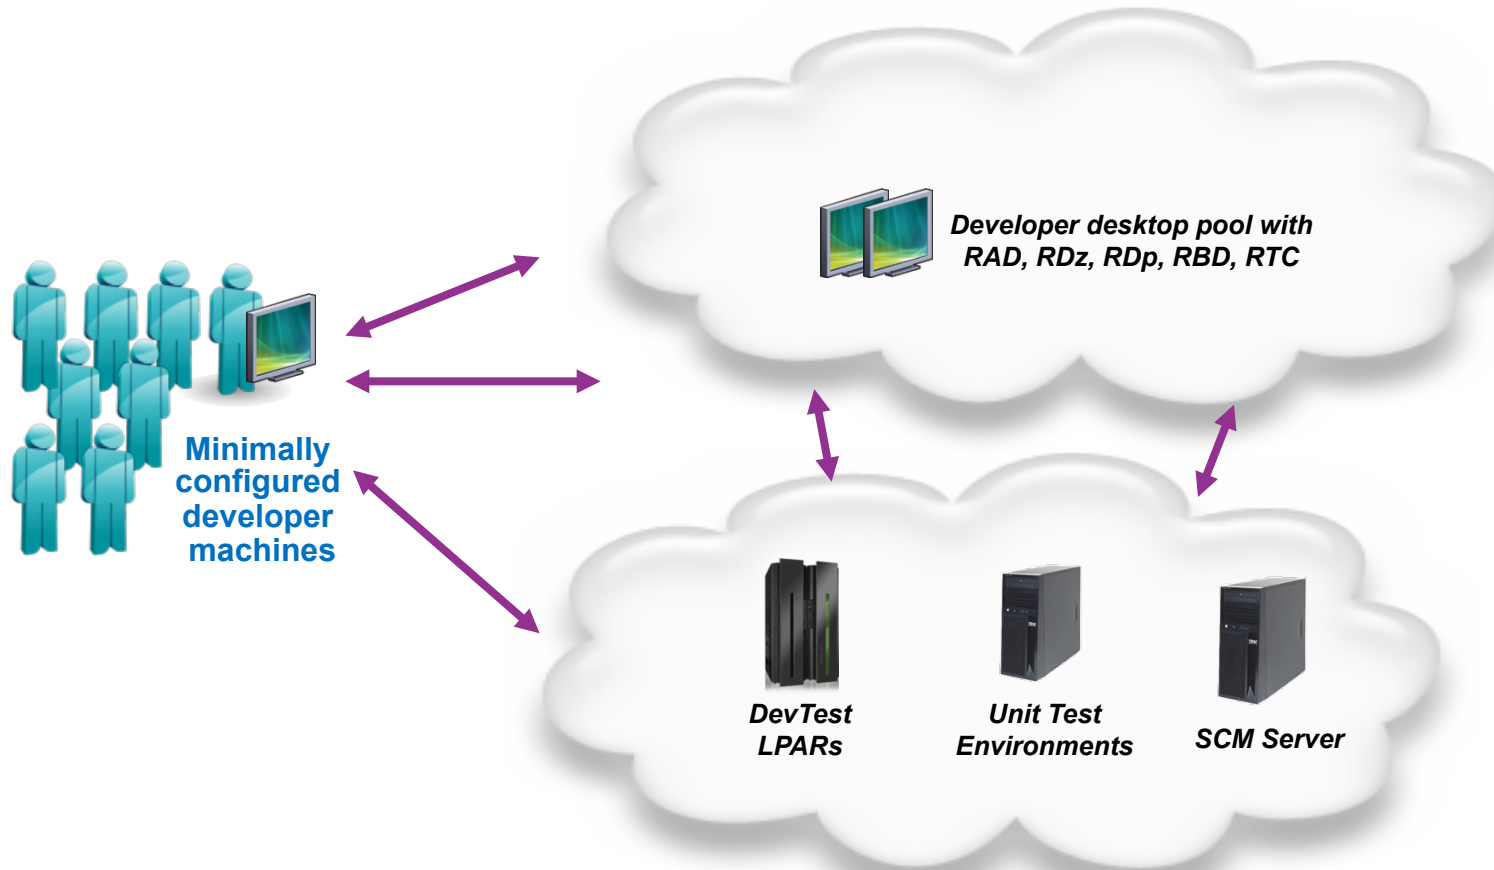 Developer desktop pool with
RAD, RDz, RDp, RBD, RTC
Minimally
configured
developer
machines
DevTest
LPARs
Unit Test
Environments
SCM Server